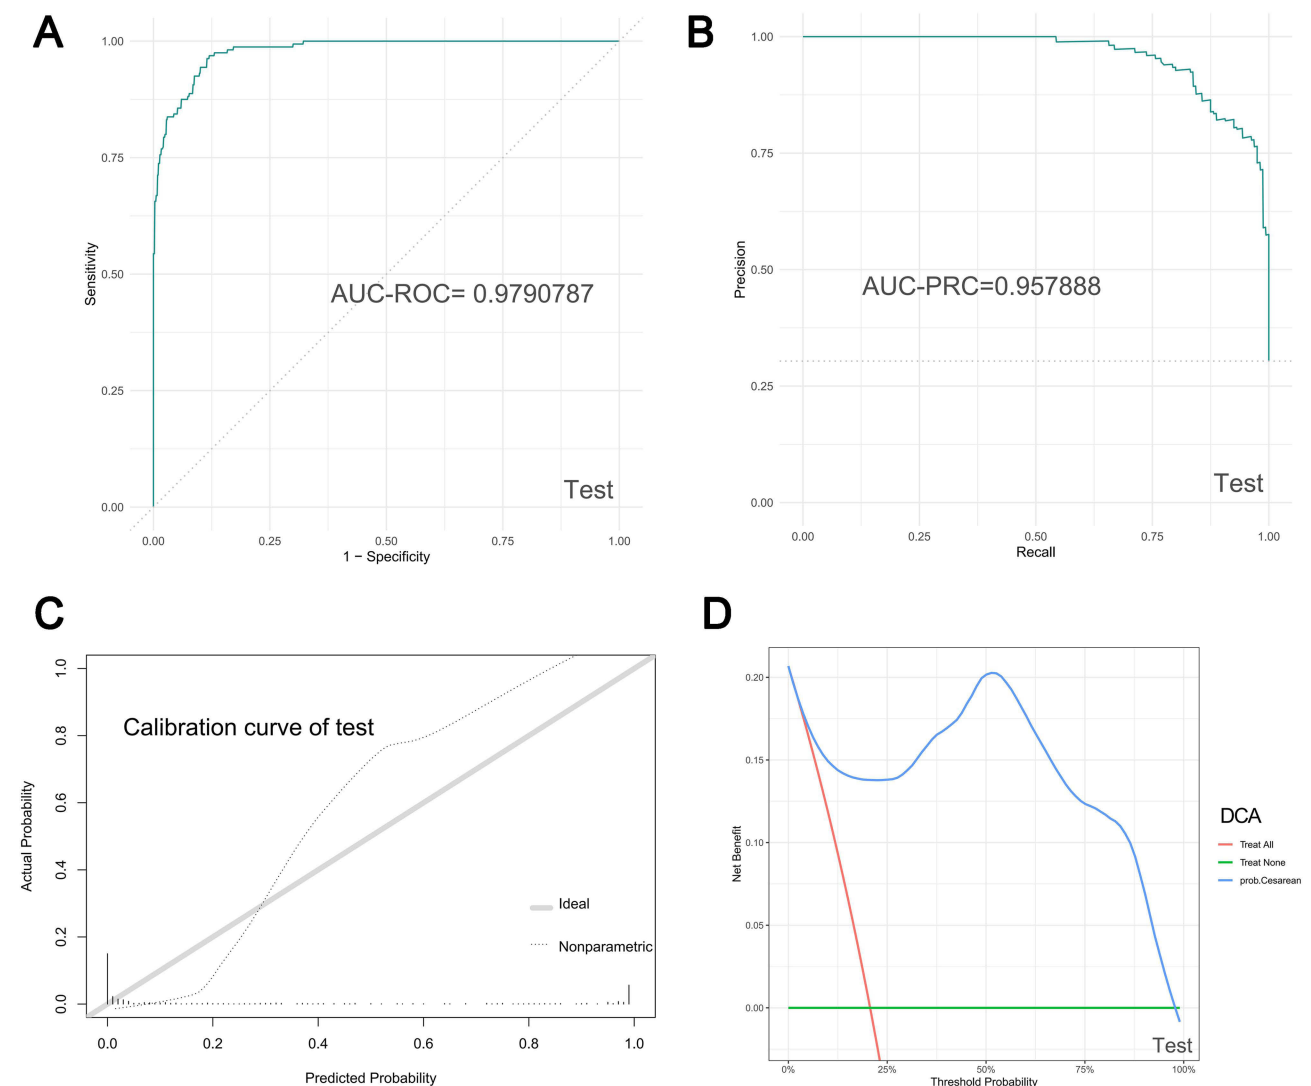 A
1.00
0.75
0.50
0.25
0.00
Sensitivity
AUC-ROC= 0.9790787
Test
0.00
0.25
0.50
0.75
1.00
1 − Specificity
B
1.00
0.75
0.50
0.25
0.00
Precision
AUC-PRC=0.957888
Test
0.00
0.25
0.50
0.75
1.00
Recall
C
1.0
0.8
0.6
0.4
0.2
0.0
Actual Probability
Calibration curve of test
Ideal
Nonparametric
0.0
0.2
0.4
0.6
0.8
1.0
Predicted Probability
D
0.20
0.15
0.10
0.05
0.00
Net Benefit
Test
0%
25%
50%
75%
100%
Threshold Probability
DCA
Treat All
Treat None
prob.Cesarean